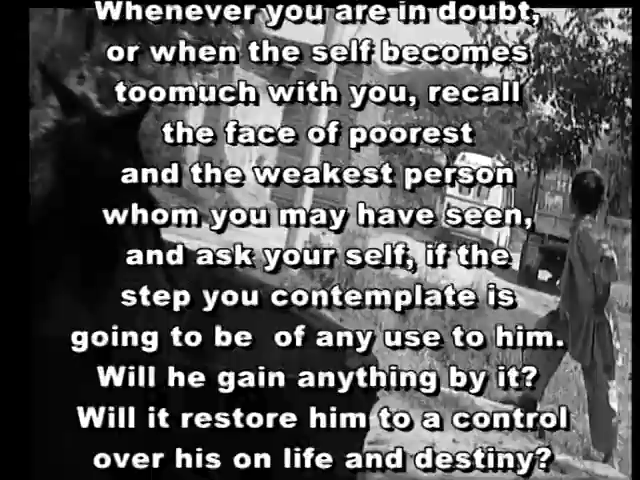 Whenever you are in doubt,
or when the self becomes
toomuch with you, recall
the face of poorest
and the weakest person
whom you may have seen,
and ask your self, if the
step you contemplate is
going to be of any use to him.
Will he gain anything by it?
Will it restore him to a control
over his on life and destiny?